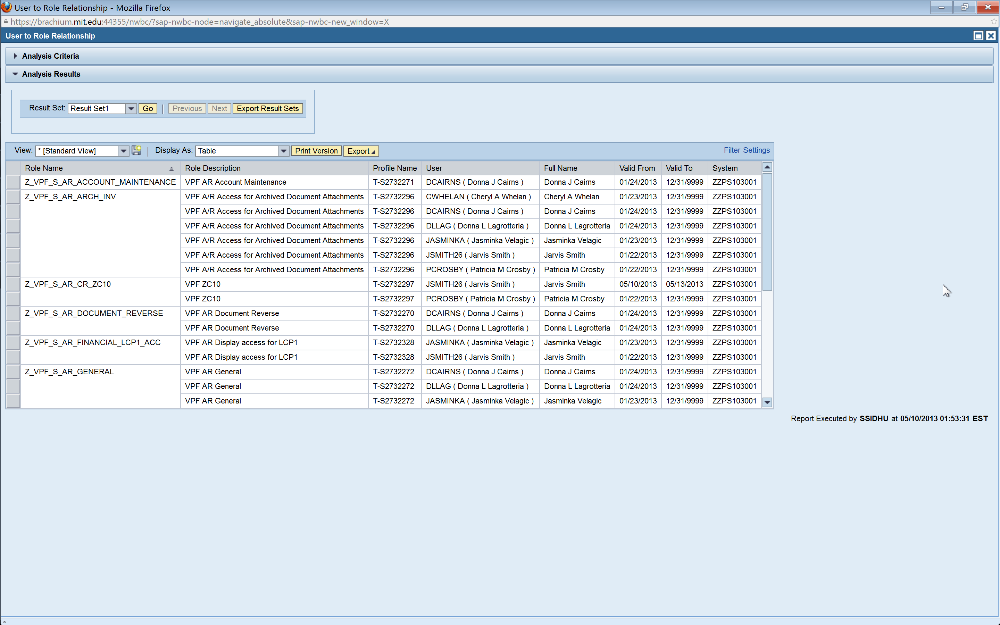 User to Role Relationship - Mozilla Firefox
https://brachium.mit.edu:44355/nwbc/?sap-nwbc-node=navigate_absolute&sap-nwbc-new_window=X
User to Role Relationship
Analysis Criteria
Analysis Results
Result Set: Result Set1 Go Previous Next Export Result Sets
View: * [Standard View] Display As: Table Print Version Export Filter Settings
Role Name Role Description Profile Name User Full Name Valid From Valid To System
Z_VPF_S_AR_ACCOUNT_MAINTENANCE VPF AR Account Maintenance T-S2732271 DCAIRNS ( Donna J Cairns ) Donna J Cairns 01/24/2013 12/31/9999 ZZPS103001
Z_VPF_S_AR_ARCH_INV VPF A/R Access for Archived Document Attachments T-S2732296 CWHELAN ( Cheryl A Whelan ) Cheryl A Whelan 01/23/2013 12/31/9999 ZZPS103001
VPF A/R Access for Archived Document Attachments T-S2732296 DCAIRNS ( Donna J Cairns ) Donna J Cairns 01/24/2013 12/31/9999 ZZPS103001
VPF A/R Access for Archived Document Attachments T-S2732296 DLLAG ( Donna L Lagrotteria ) Donna L Lagrotteria 01/24/2013 12/31/9999 ZZPS103001
VPF A/R Access for Archived Document Attachments T-S2732296 JASMINKA ( Jasminka Velagic ) Jasminka Velagic 01/23/2013 12/31/9999 ZZPS103001
VPF A/R Access for Archived Document Attachments T-S2732296 JSMITH26 ( Jarvis Smith ) Jarvis Smith 01/22/2013 12/31/9999 ZZPS103001
VPF A/R Access for Archived Document Attachments T-S2732296 PCROSBY ( Patricia M Crosby ) Patricia M Crosby 01/22/2013 12/31/9999 ZZPS103001
Z_VPF_S_AR_CR_ZC10 VPF ZC10 T-S2732297 JSMITH26 ( Jarvis Smith ) Jarvis Smith 05/10/2013 05/13/2013 ZZPS103001
VPF ZC10 T-S2732297 PCROSBY ( Patricia M Crosby ) Patricia M Crosby 01/22/2013 12/31/9999 ZZPS103001
Z_VPF_S_AR_DOCUMENT_REVERSE VPF AR Document Reverse T-S2732270 DCAIRNS ( Donna J Cairns ) Donna J Cairns 01/24/2013 12/31/9999 ZZPS103001
VPF AR Document Reverse T-S2732270 DLLAG ( Donna L Lagrotteria ) Donna L Lagrotteria 01/24/2013 12/31/9999 ZZPS103001
Z_VPF_S_AR_FINANCIAL_LCP1_ACC VPF AR Display access for LCP1 T-S2732328 JASMINKA ( Jasminka Velagic ) Jasminka Velagic 01/23/2013 12/31/9999 ZZPS103001
VPF AR Display access for LCP1 T-S2732328 JSMITH26 ( Jarvis Smith ) Jarvis Smith 01/22/2013 12/31/9999 ZZPS103001
Z_VPF_S_AR_GENERAL VPF AR General T-S2732272 DCAIRNS ( Donna J Cairns ) Donna J Cairns 01/24/2013 12/31/9999 ZZPS103001
VPF AR General T-S2732272 DLLAG ( Donna L Lagrotteria ) Donna L Lagrotteria 01/24/2013 12/31/9999 ZZPS103001
VPF AR General T-S2732272 JASMINKA ( Jasminka Velagic ) Jasminka Velagic 01/23/2013 12/31/9999 ZZPS103001
Report Executed by SSIDHU at 05/10/2013 01:53:31 EST